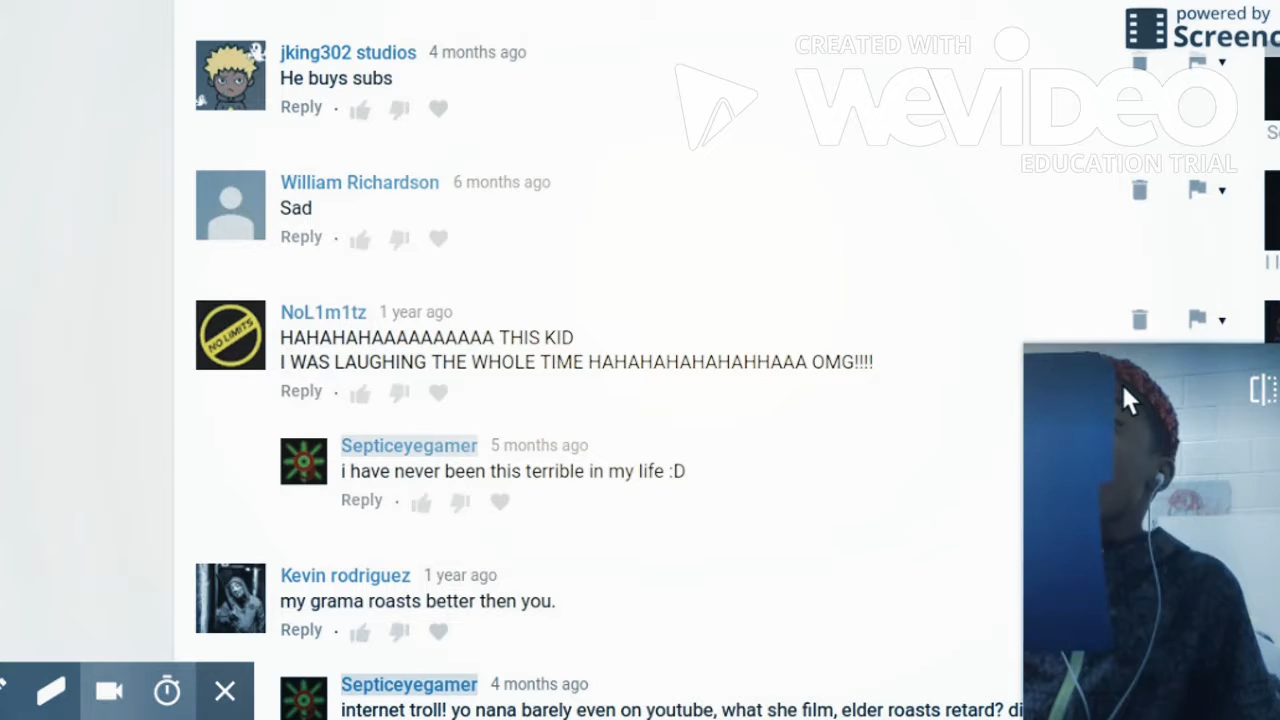 powered by
Screenc
CREATED WITH
WeVideo
EDUCATION TRIAL
jking302 studios 4 months ago
He buys subs
Reply
William Richardson 6 months ago
Sad
Reply
NO LIMITS
NoL1m1tz 1 year ago
HAHAHAHAAAAAAAAAA THIS KID
I WAS LAUGHING THE WHOLE TIME HAHAHAHAHAHAHHAAA OMG!!!!
Reply
Septiceyegamer 5 months ago
i have never been this terrible in my life :D
Reply
Kevin rodriguez 1 year ago
my grama roasts better then you.
Reply
Septiceyegamer 4 months ago
internet troll! yo nana barely even on youtube, what she film, elder roasts retard? di